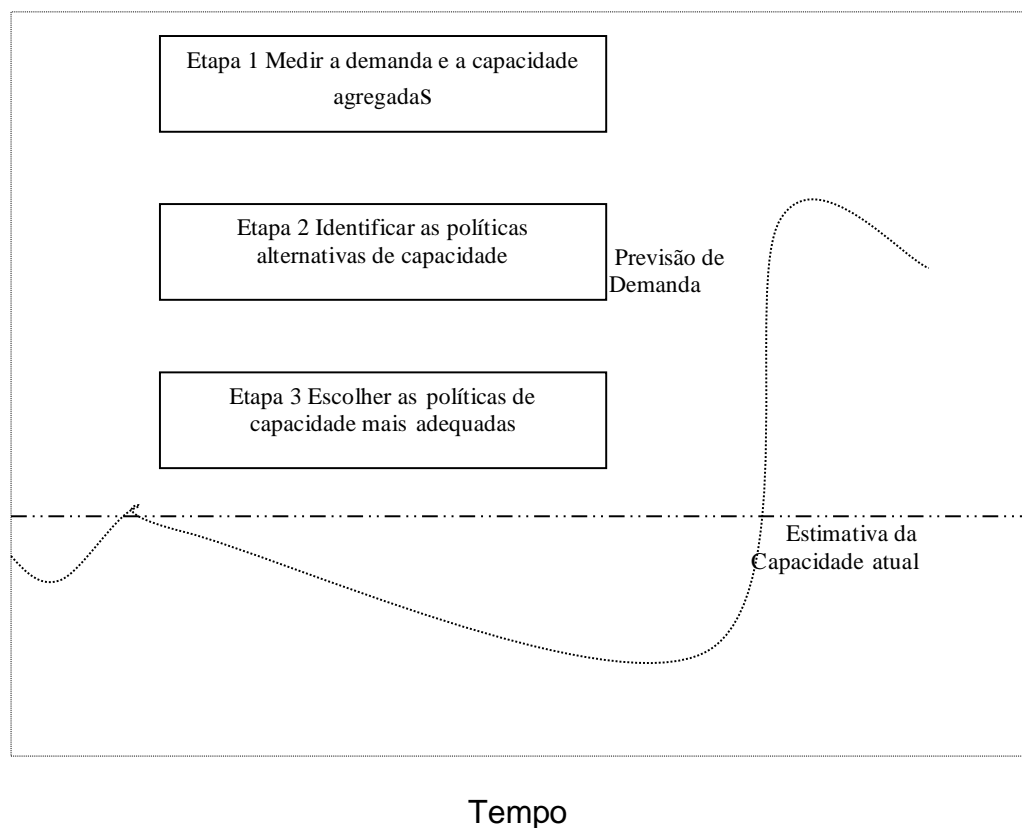 Etapa 1 Medir a demanda e a capacidade
agregadaS
Etapa 2 Identificar as políticas
alternativas de capacidade
Previsão de
Demanda
Etapa 3 Escolher as políticas de
capacidade mais adequadas
Estimativa da
Capacidade atual
Tempo